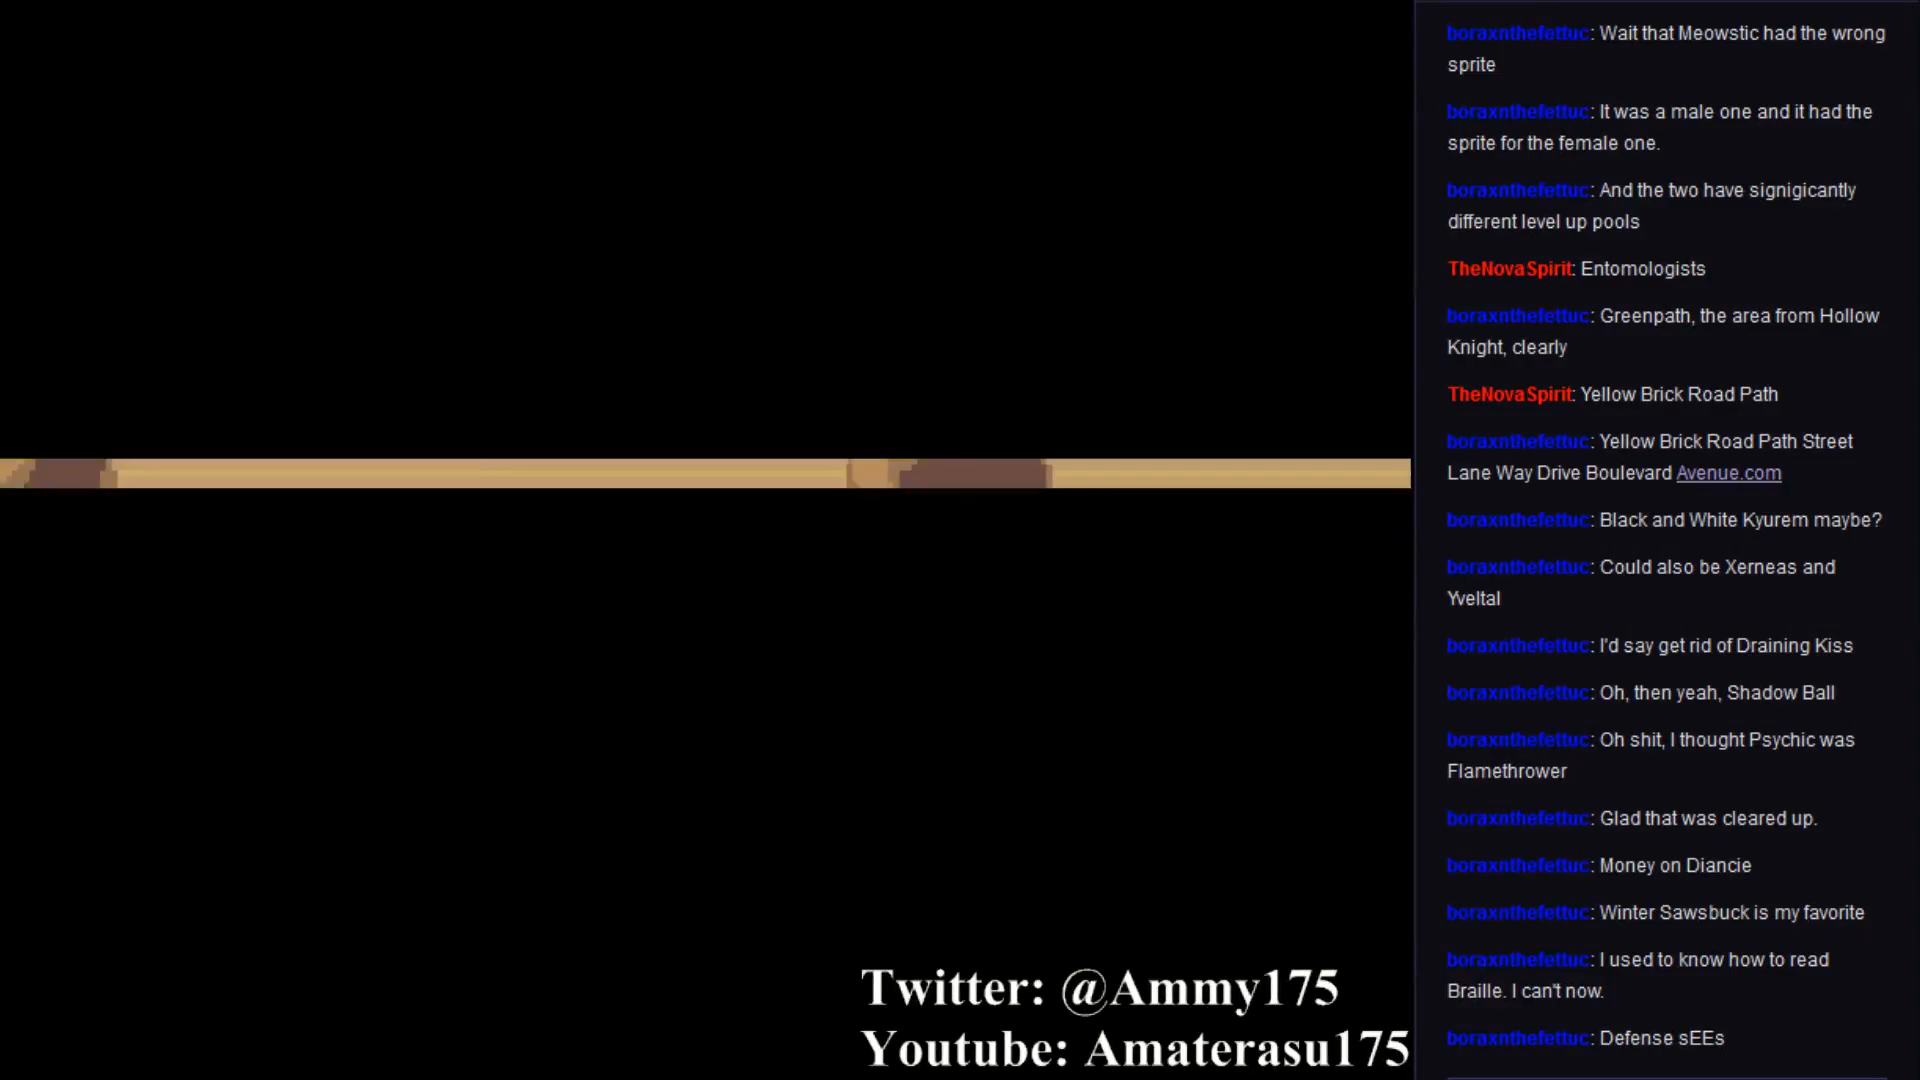 boraxnthefettuc: Wait that Meowstic had the wrong
sprite
boraxnthefettuc: It was a male one and it had the
sprite for the female one.
boraxnthefettuc: And the two have signigicantly
different level up pools
TheNovaSpirit: Entomologists
boraxnthefettuc: Greenpath, the area from Hollow
Knight, clearly
TheNovaSpirit: Yellow Brick Road Path
boraxnthefettuc: Yellow Brick Road Path Street
Lane Way Drive Boulevard Avenue.com
boraxnthefettuc: Black and White Kyurem maybe?
boraxnthefettuc: Could also be Xerneas and
Yveltal
boraxnthefettuc: I'd say get rid of Draining Kiss
boraxnthefettuc: Oh, then yeah, Shadow Ball
boraxnthefettuc: Oh shit, I thought Psychic was
Flamethrower
boraxnthefettuc: Glad that was cleared up.
boraxnthefettuc: Money on Diancie
boraxnthefettuc: Winter Sawsbuck is my favorite
boraxnthefettuc: I used to know how to read
Braille. I can't now.
boraxnthefettuc: Defense sEEs
Twitter: @Ammy175
Youtube: Amaterasu175